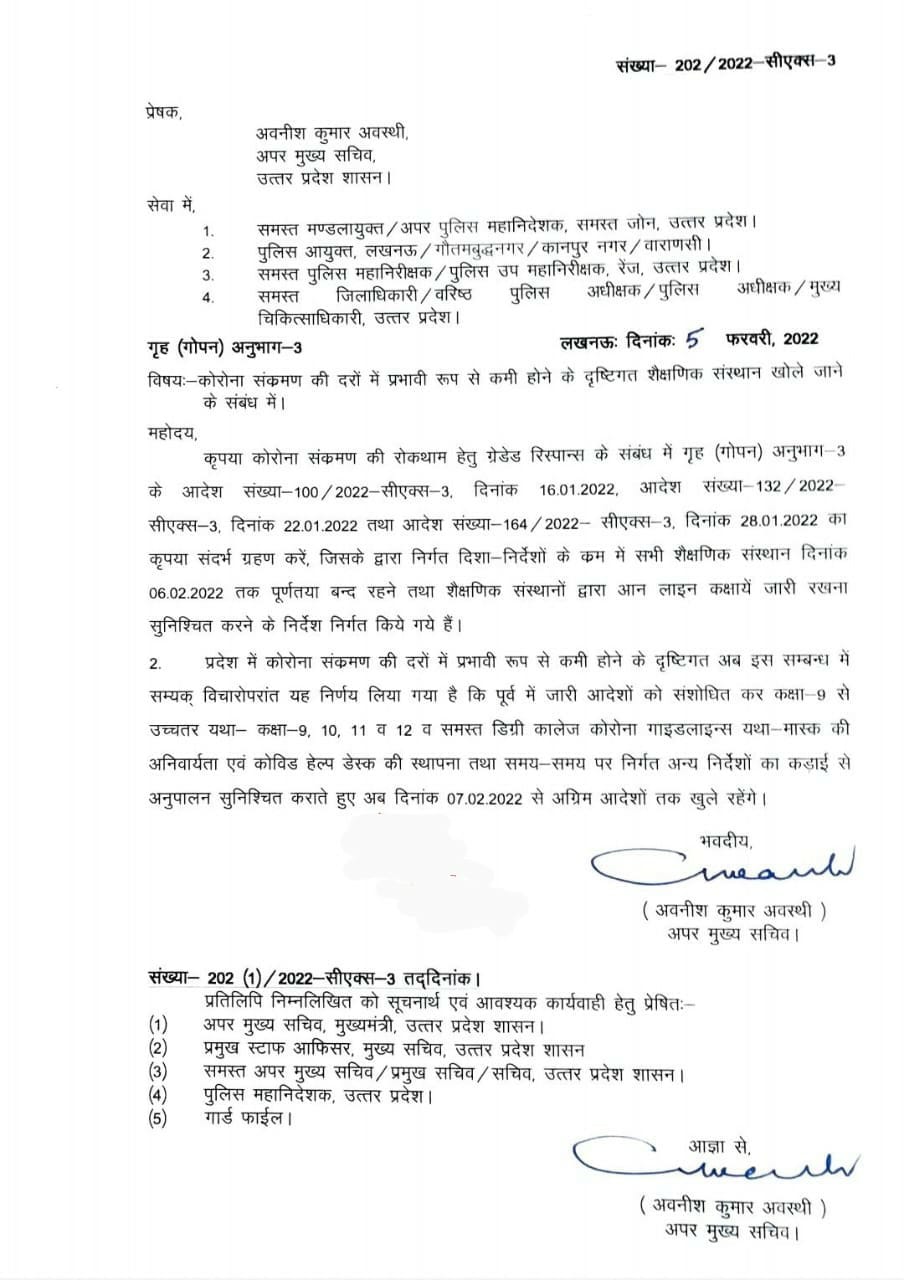 संख्या– 202/2022–सीएक्स–3
प्रेषक,
अवनीश कुमार अवस्थी,
अपर मुख्य सचिव,
उत्तर प्रदेश शासन।
सेवा में,
1. समस्त मण्डलायुक्त/अपर पुलिस महानिदेशक, समस्त जोन, उत्तर प्रदेश।
2. पुलिस आयुक्त, लखनऊ/गौतमबुद्धनगर/कानपुर नगर/वाराणसी।
3. समस्त पुलिस महानिरीक्षक/पुलिस उप महानिरीक्षक, रेंज, उत्तर प्रदेश।
4. समस्त जिलाधिकारी/वरिष्ठ पुलिस अधीक्षक/पुलिस अधीक्षक/मुख्य
चिकित्साधिकारी, उत्तर प्रदेश।
गृह (गोपन) अनुभाग–3 लखनऊः दिनांकः 5 फरवरी, 2022
विषयः–कोरोना संक्रमण की दरों में प्रभावी रूप से कमी होने के दृष्टिगत शैक्षणिक संस्थान खोले जाने
के संबंध में।
महोदय,
कृपया कोरोना संक्रमण की रोकथाम हेतु ग्रेडेड रिस्पान्स के संबंध में गृह (गोपन) अनुभाग–3
के आदेश संख्या–100/2022–सीएक्स–3, दिनांक 16.01.2022, आदेश संख्या–132/2022–
सीएक्स–3, दिनांक 22.01.2022 तथा आदेश संख्या–164/2022– सीएक्स–3, दिनांक 28.01.2022 का
कृपया संदर्भ ग्रहण करें, जिसके द्वारा निर्गत दिशा–निर्देशों के क्रम में सभी शैक्षणिक संस्थान दिनांक
06.02.2022 तक पूर्णतया बन्द रहने तथा शैक्षणिक संस्थानों द्वारा आन लाइन कक्षायें जारी रखना
सुनिश्चित करने के निर्देश निर्गत किये गये हैं।
2. प्रदेश में कोरोना संक्रमण की दरों में प्रभावी रूप से कमी होने के दृष्टिगत अब इस सम्बन्ध में
सम्यक् विचारोपरांत यह निर्णय लिया गया है कि पूर्व में जारी आदेशों को संशोधित कर कक्षा–9 से
उच्चतर यथा– कक्षा–9, 10, 11 व 12 व समस्त डिग्री कालेज कोरोना गाइडलाइन्स यथा–मास्क की
अनिवार्यता एवं कोविड हेल्प डेस्क की स्थापना तथा समय–समय पर निर्गत अन्य निर्देशों का कड़ाई से
अनुपालन सुनिश्चित कराते हुए अब दिनांक 07.02.2022 से अग्रिम आदेशों तक खुले रहेंगे।
भवदीय,
( अवनीश कुमार अवस्थी )
अपर मुख्य सचिव।
संख्या– 202 (1)/2022–सीएक्स–3 तद्दिनांक।
प्रतिलिपि निम्नलिखित को सूचनार्थ एवं आवश्यक कार्यवाही हेतु प्रेषितः–
(1) अपर मुख्य सचिव, मुख्यमंत्री, उत्तर प्रदेश शासन।
(2) प्रमुख स्टाफ आफिसर, मुख्य सचिव, उत्तर प्रदेश शासन
(3) समस्त अपर मुख्य सचिव/प्रमुख सचिव/सचिव, उत्तर प्रदेश शासन।
(4) पुलिस महानिदेशक, उत्तर प्रदेश।
(5) गार्ड फाईल।
आज्ञा से,
( अवनीश कुमार अवस्थी )
अपर मुख्य सचिव।